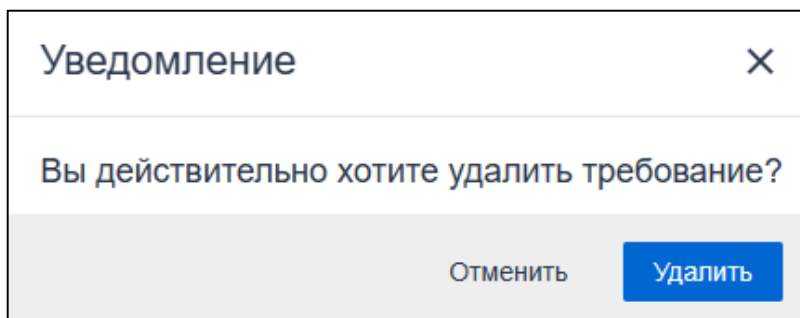 Уведомление
Вы действительно хотите удалить требование?
Отменить
Удалить